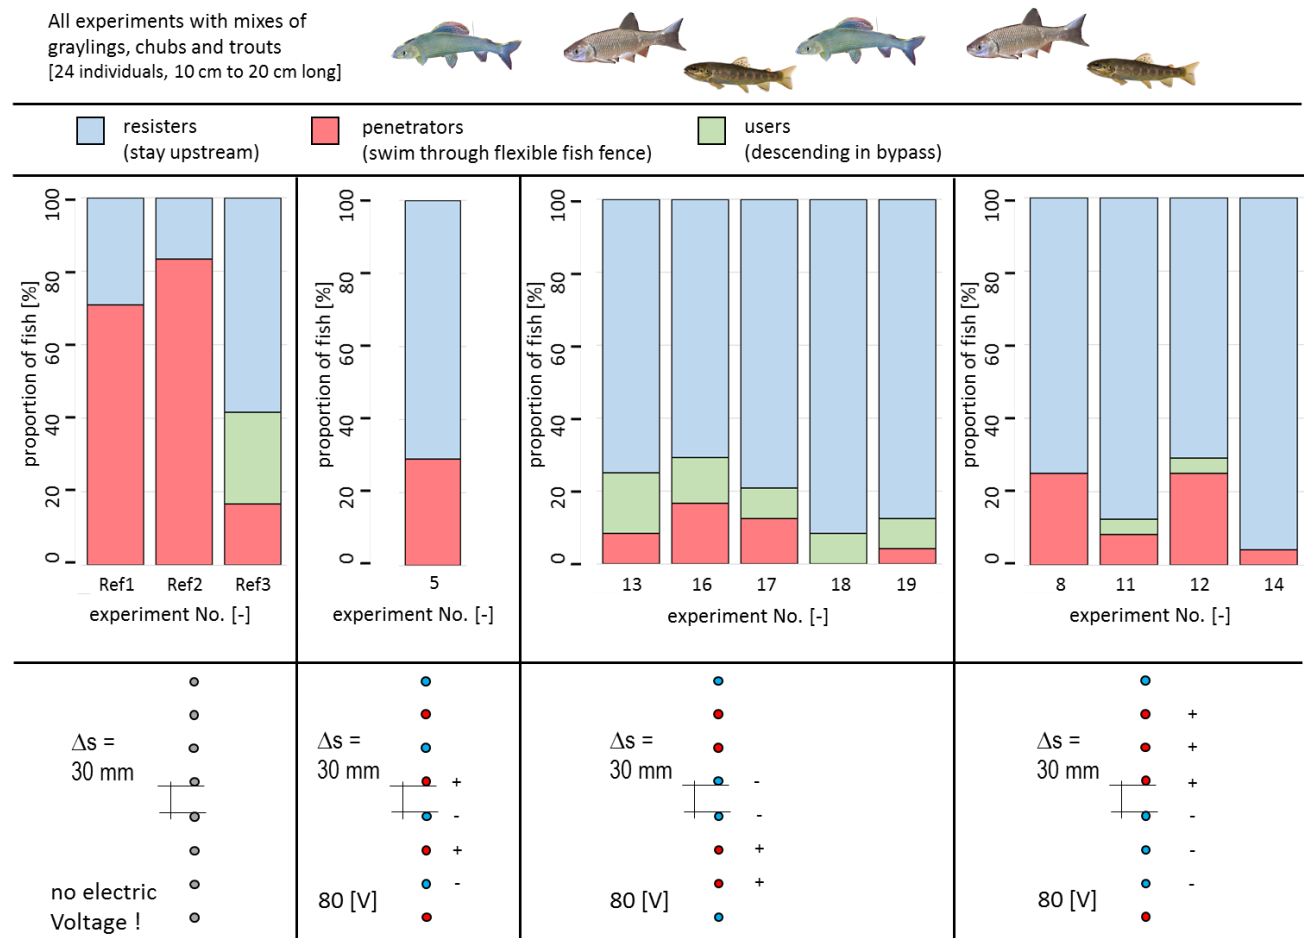 All experiments with mixes of
graylings, chubs and trouts
[24 individuals, 10 cm to 20 cm long]
resisters
(stay upstream)
penetrators
(swim through flexible fish fence)
users
(descending in bypass)
proportion of fish [%]
100
80
60
40
20
0
Ref1 Ref2 Ref3
experiment No. [-]
proportion of fish [%]
100
80
60
40
20
0
5
experiment No. [-]
proportion of fish [%]
100
80
60
40
20
0
13 16 17 18 19
experiment No. [-]
proportion of fish [%]
100
80
60
40
20
0
8 11 12 14
experiment No. [-]
Δs =
30 mm
no electric
Voltage !
Δs =
30 mm
+
-
+
-
80 [V]
Δs =
30 mm
-
-
+
+
80 [V]
+
+
Δs =
30 mm
+
-
-
-
80 [V]